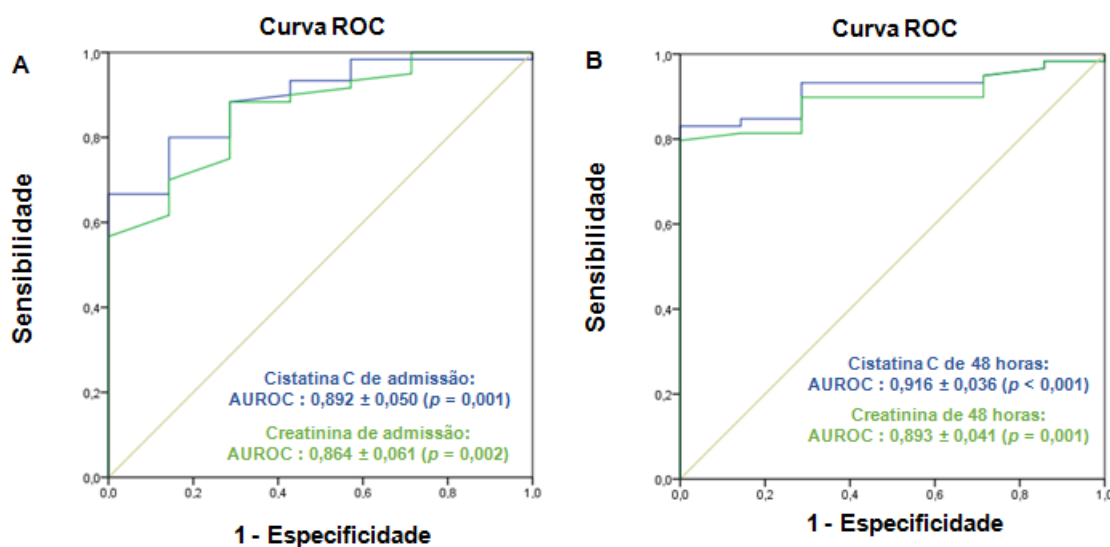 Curva ROC
A
1,0
0,8
0,6
0,4
0,2
0,0
Sensibilidade
Cistatina C de admissão:
AUROC : 0,892 ± 0,050 (p = 0,001)
Creatinina de admissão:
AUROC : 0,864 ± 0,061 (p = 0,002)
0,0 0,2 0,4 0,6 0,8 1,0
1 - Especificidade
Curva ROC
B
1,0
0,8
0,6
0,4
0,2
0,0
Sensibilidade
Cistatina C de 48 horas:
AUROC : 0,916 ± 0,036 (p < 0,001)
Creatinina de 48 horas:
AUROC : 0,893 ± 0,041 (p = 0,001)
0,0 0,2 0,4 0,6 0,8 1,0
1 - Especificidade